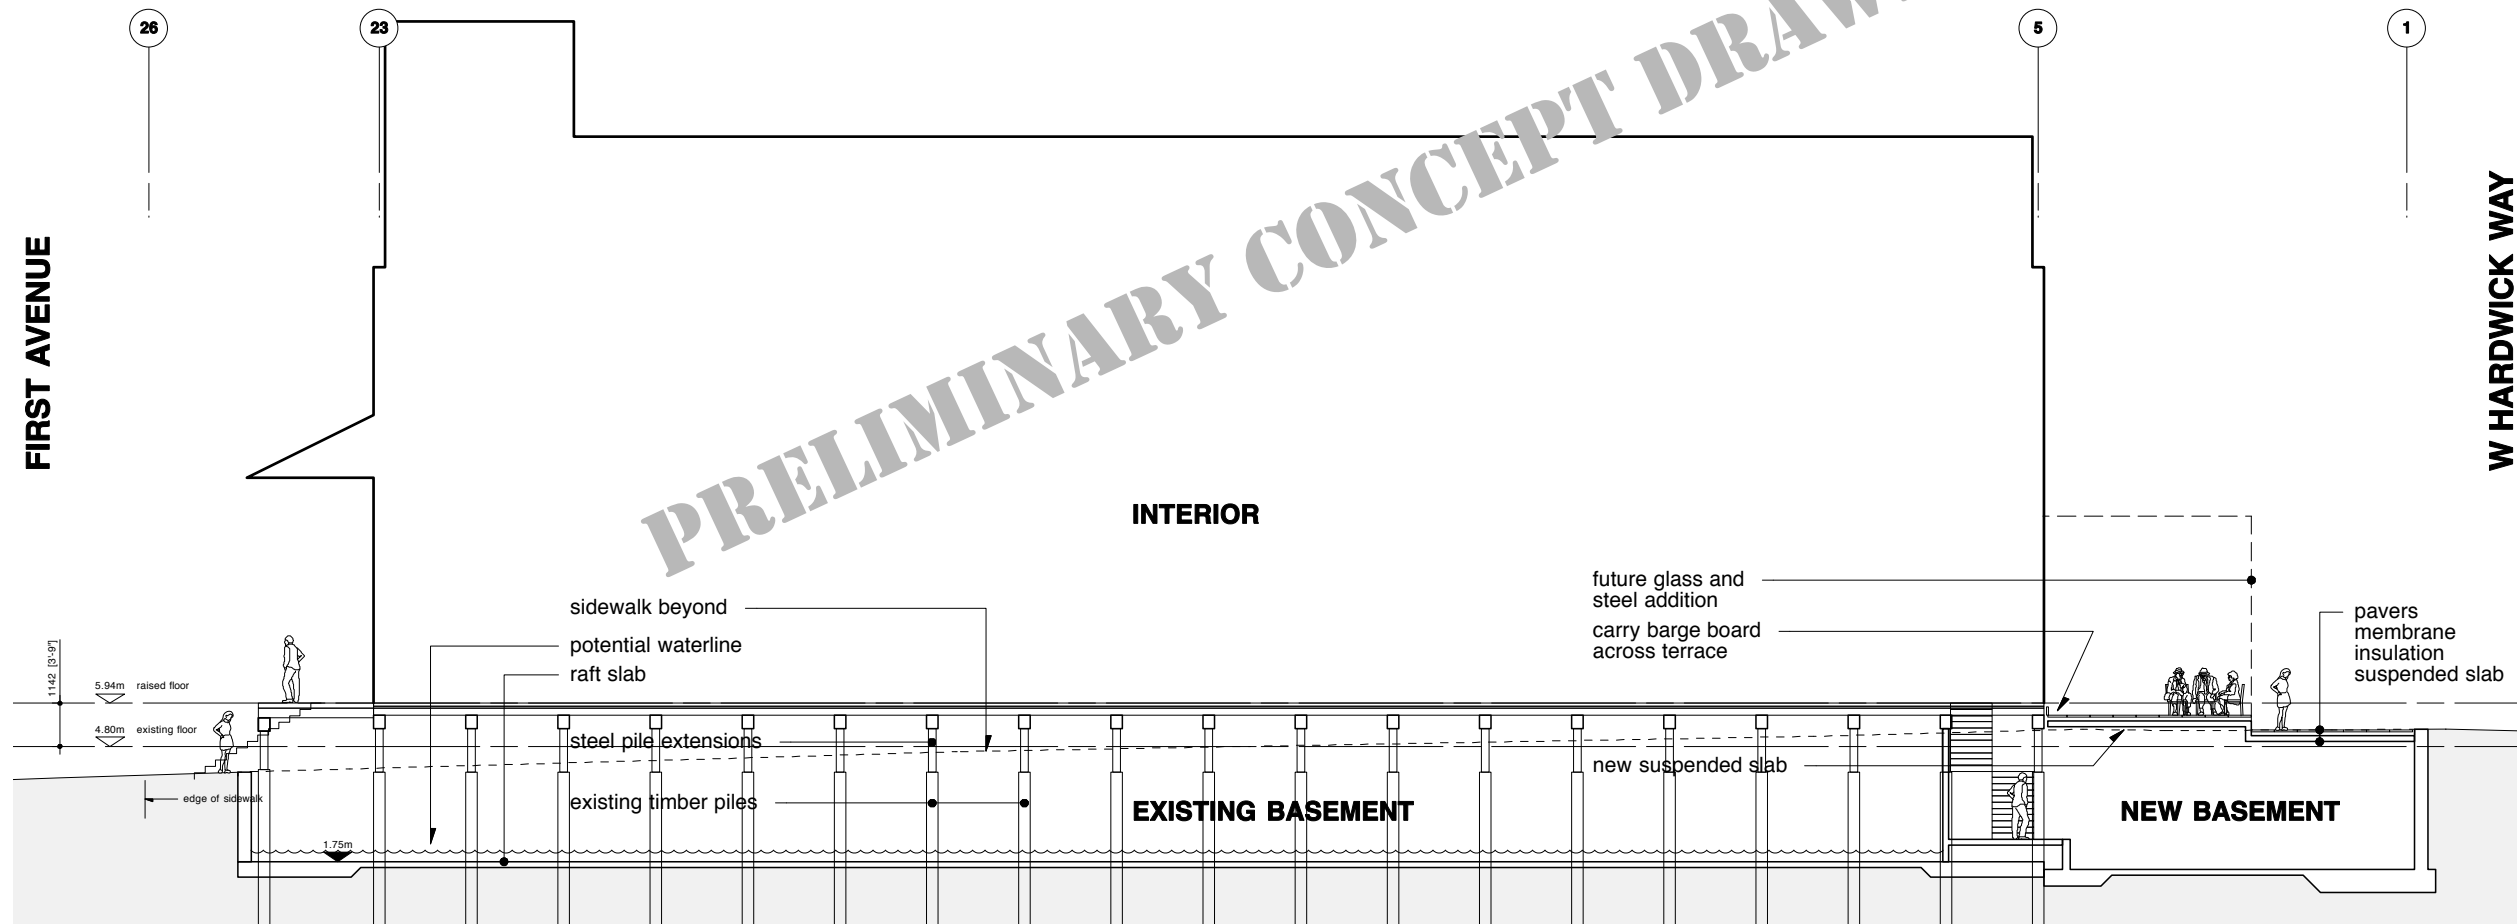 26
23
5
1
PRELIMINARY CONCEPT
FIRST AVENUE
W HARDWICK WAY
INTERIOR
future glass and
steel addition
carry barge board
across terrace
sidewalk beyond
potential waterline
raft slab
pavers
membrane
insulation
suspended slab
1142 [3'-9"]
5.94m raised floor
4.80m existing floor
steel pile extensions
new suspended slab
edge of sidewalk
existing timber piles
EXISTING BASEMENT
NEW BASEMENT
1.75m